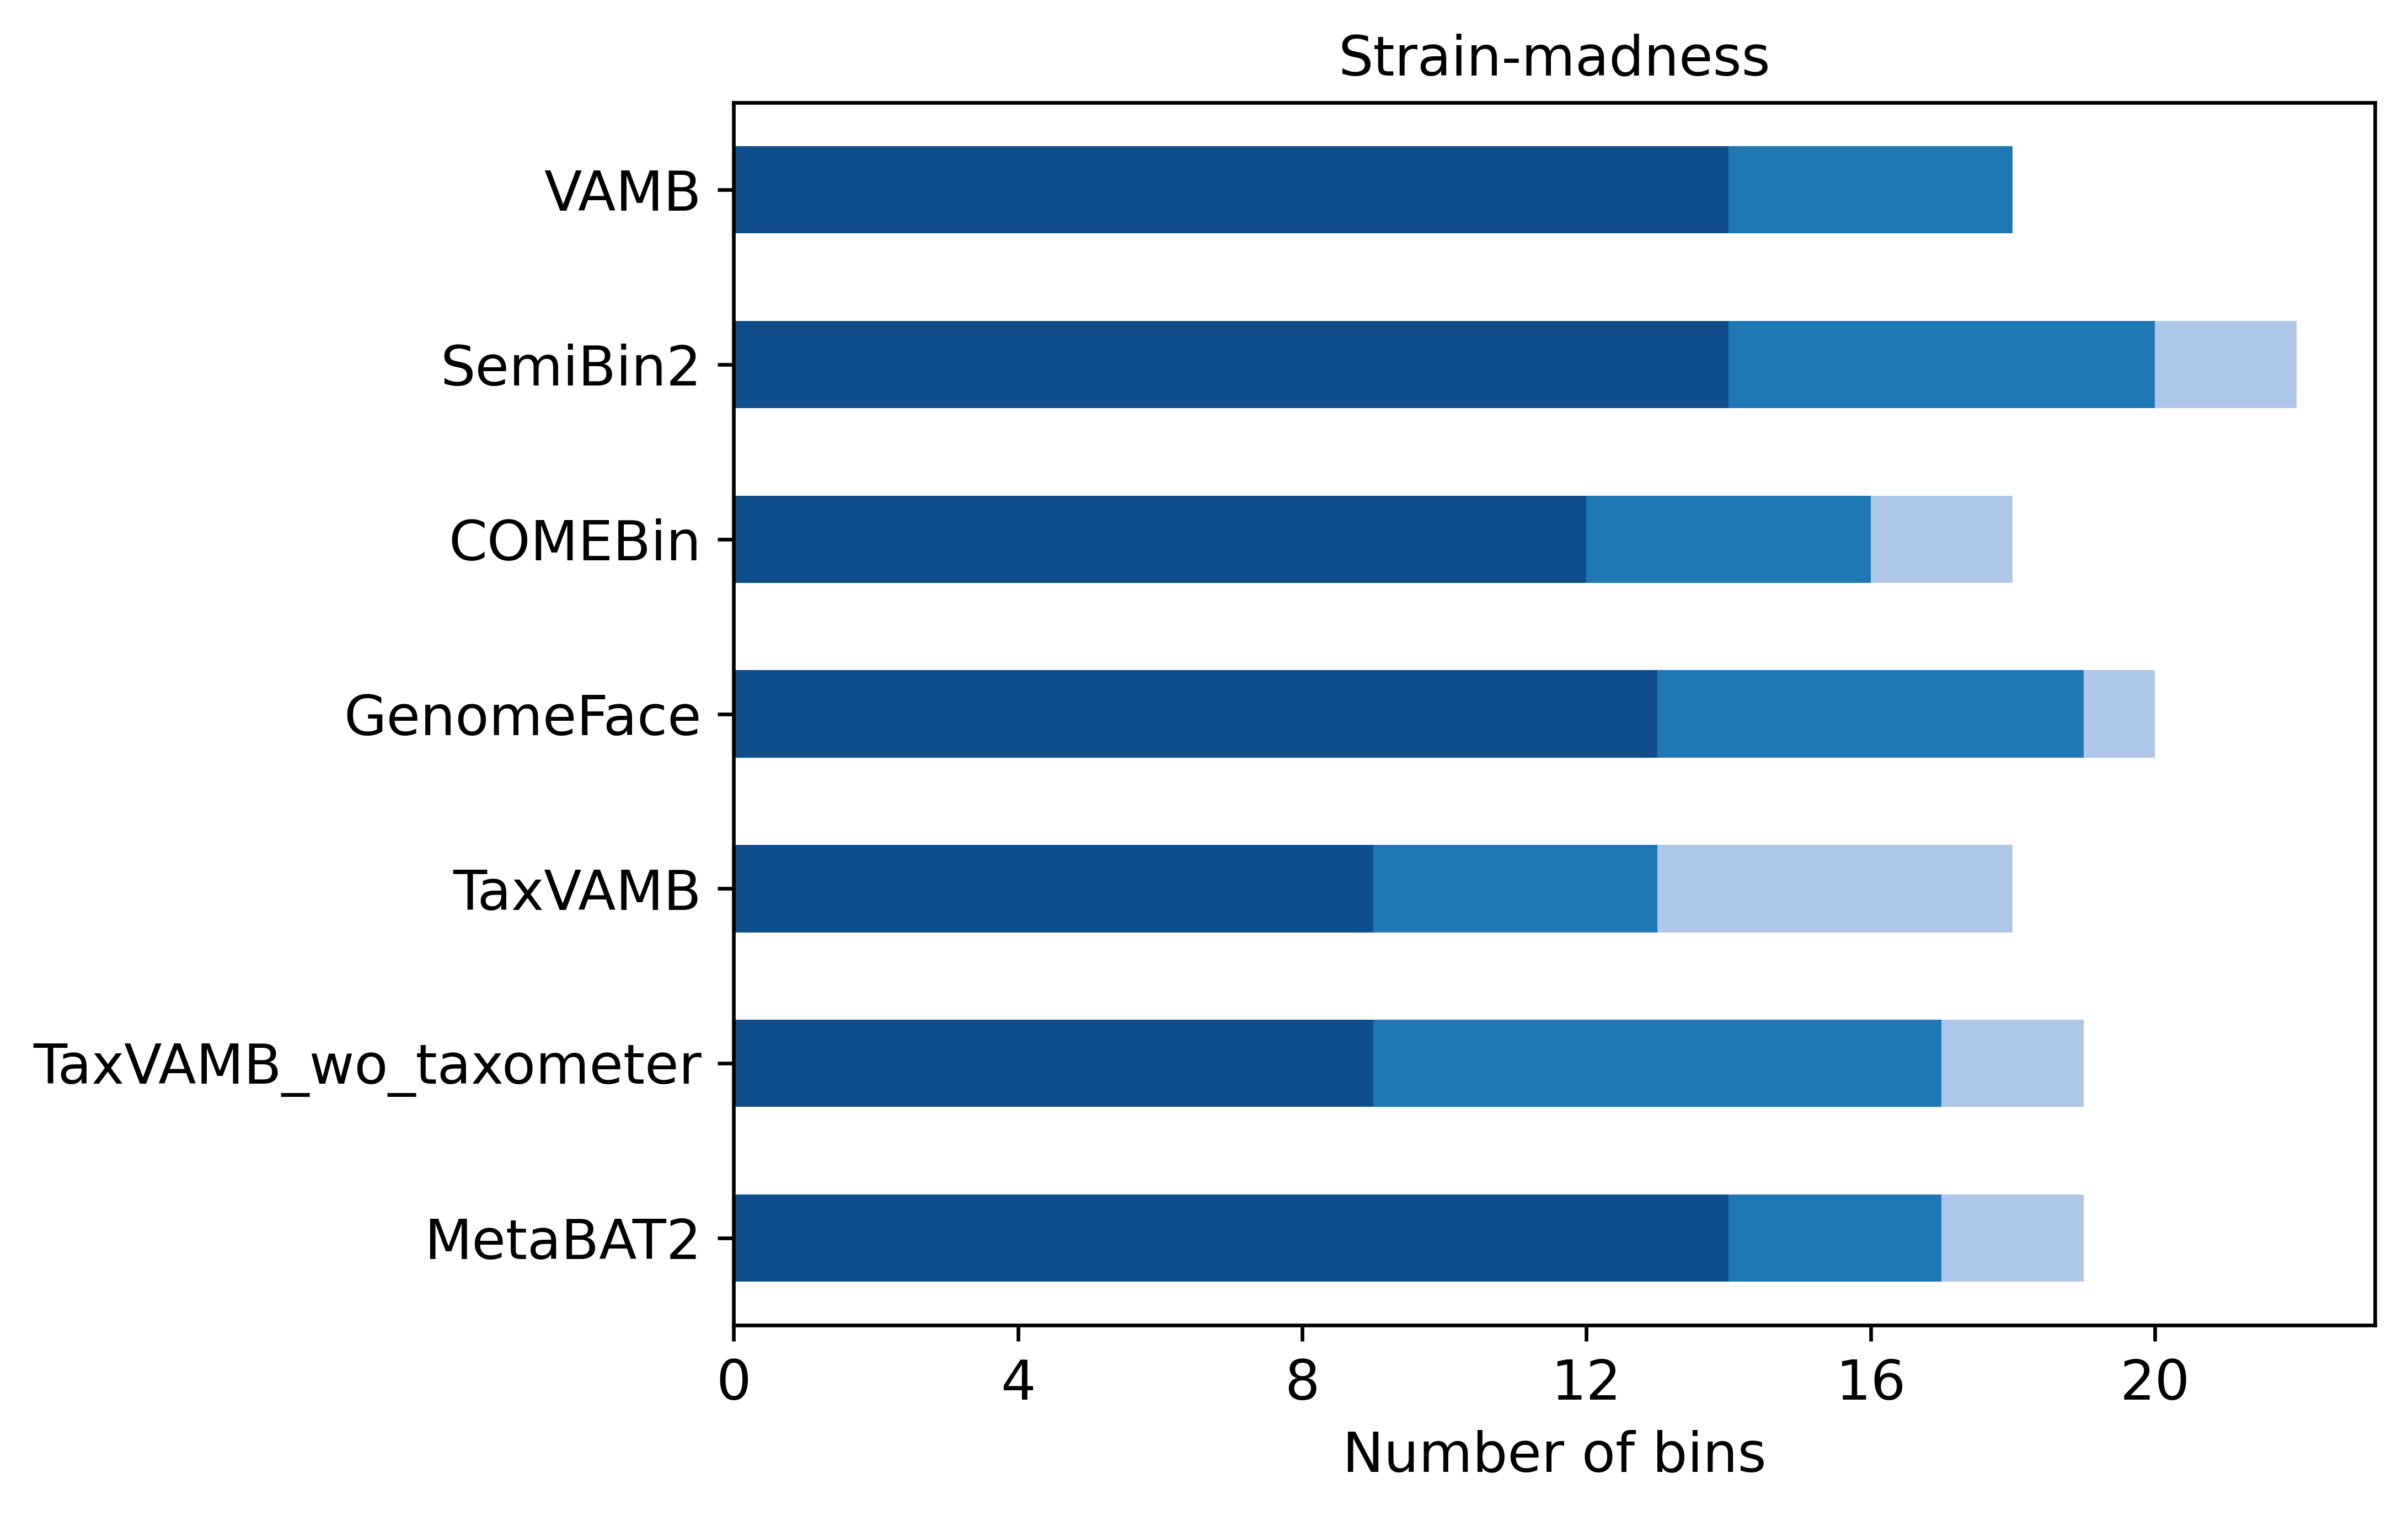 Strain-madness
VAMB
SemiBin2
COMEBin
GenomeFace
TaxVAMB
TaxVAMB_wo_taxometer
MetaBAT2
0 4 8 12 16 20
Number of bins